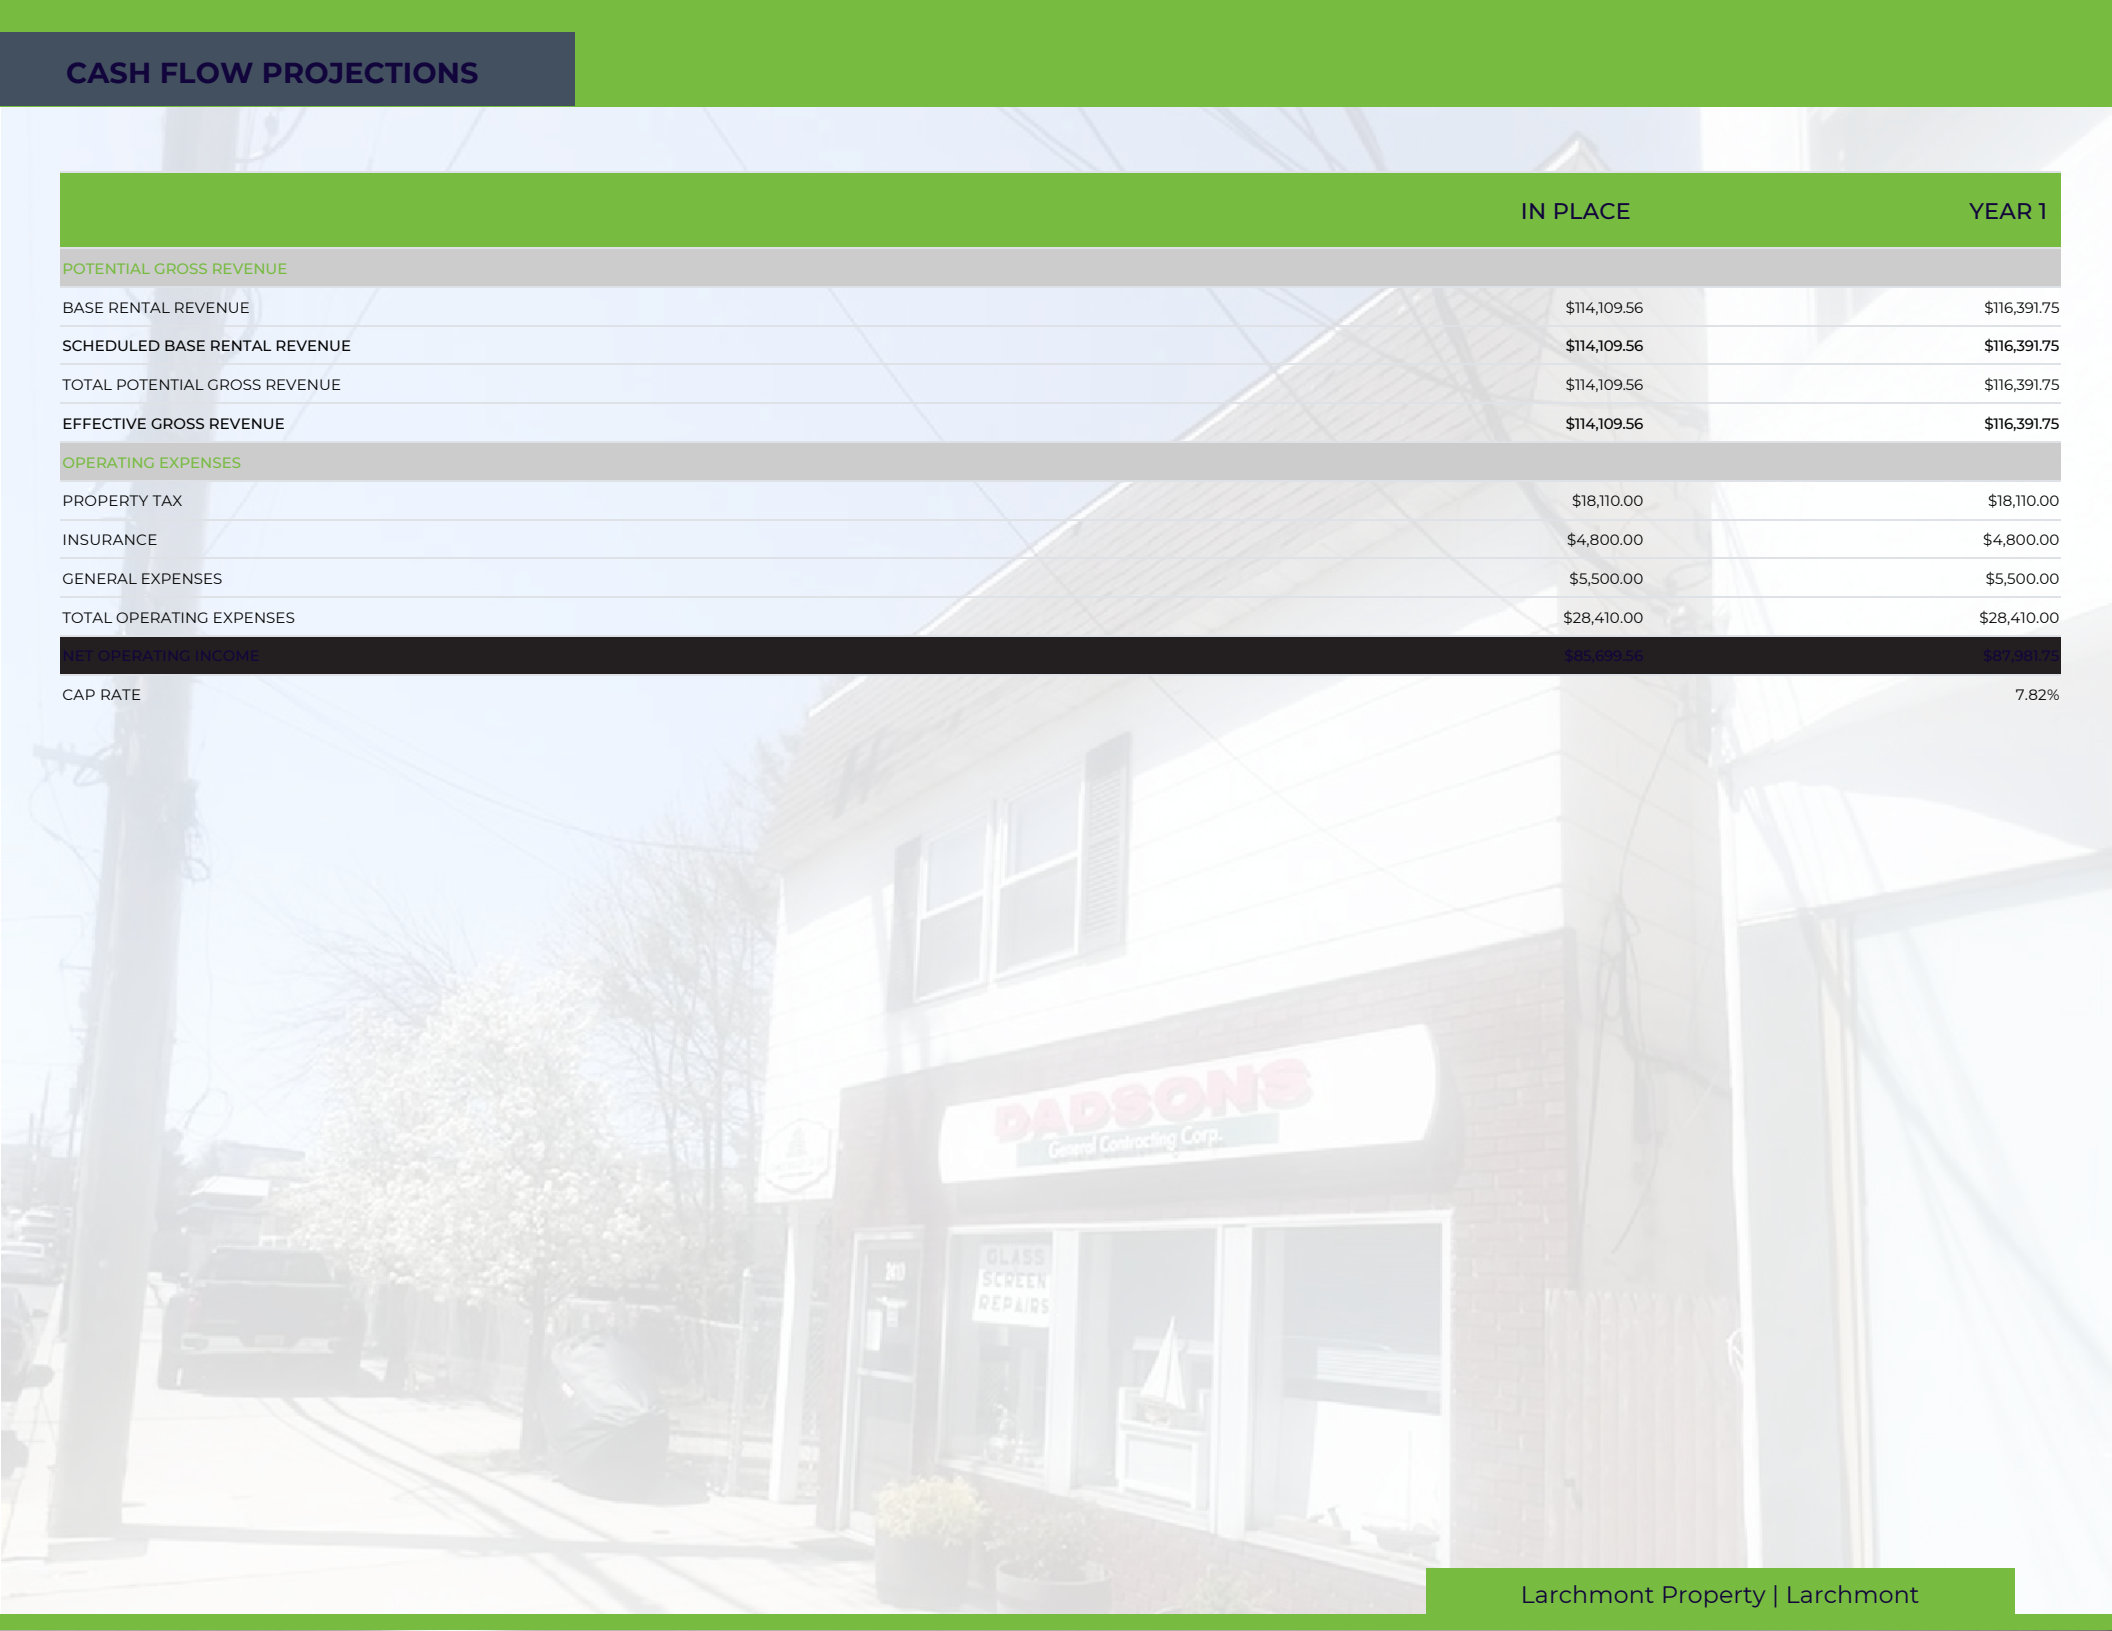 CASH FLOW PROJECTIONS
IN PLACE YEAR 1
POTENTIAL GROSS REVENUE
BASE RENTAL REVENUE $114,109.56 $116,391.75
SCHEDULED BASE RENTAL REVENUE $114,109.56 $116,391.75
TOTAL POTENTIAL GROSS REVENUE $114,109.56 $116,391.75
EFFECTIVE GROSS REVENUE $114,109.56 $116,391.75
OPERATING EXPENSES
PROPERTY TAX $18,110.00 $18,110.00
INSURANCE $4,800.00 $4,800.00
GENERAL EXPENSES $5,500.00 $5,500.00
TOTAL OPERATING EXPENSES $28,410.00 $28,410.00
NET OPERATING INCOME $85,699.56 $87,981.75
CAP RATE 7.82%
DADSONS
General Contracting Corp.
GLASS
SCREEN
REPAIRS
Larchmont Property | Larchmont